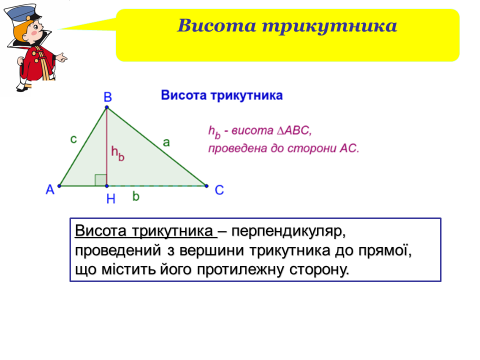 Висота трикутника
Висота трикутника
B
c
a
h_b
h_b - висота ∆ABC,
проведена до сторони AC.
A
H
b
C
Висота трикутника – перпендикуляр,
проведений з вершини трикутника до прямої,
що містить його протилежну сторону.